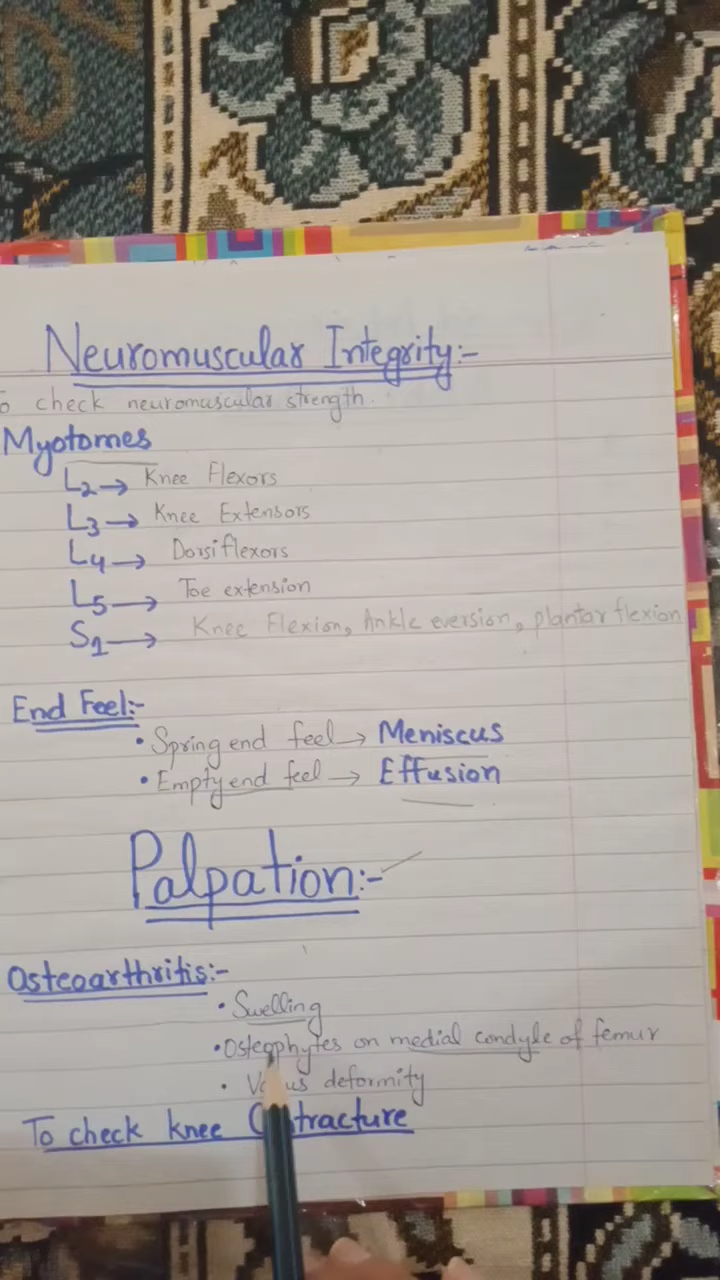 Neuromuscular Integrity:-
To check neuromuscular strength.
Myotomes
L2→ Knee Flexors
L3→ Knee Extensors
L4→ Dorsiflexors
L5→ Toe extension
S1→ Knee Flexion, Ankle eversion, plantar flexion
End Feel:-
• Spring end feel → Meniscus
• Empty end feel → Effusion
Palpation:-
Osteoarthritis:-
• Swelling
• Osteophytes on medial condyle of femur
• deformity
To check knee